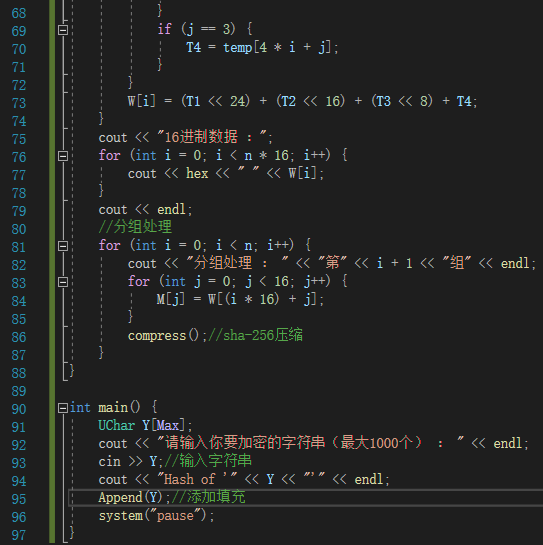 68 }
69 if (j == 3) {
70 T4 = temp[4 * i + j];
71 }
72 }
73 W[i] = (T1 << 24) + (T2 << 16) + (T3 << 8) + T4;
74 }
75 cout << "16进制数据 : ";
76 for (int i = 0; i < n * 16; i++) {
77 cout << hex << " " << W[i];
78 }
79 cout << endl;
80 //分组处理
81 for (int i = 0; i < n; i++) {
82 cout << "分组处理 : " << "第" << i + 1 << "组" << endl;
83 for (int j = 0; j < 16; j++) {
84 M[j] = W[(i * 16) + j];
85 }
86 compress();//sha-256压缩
87 }
88 }
89
90 int main() {
91 UChar Y[Max];
92 cout << "请输入你要加密的字符串（最大1000个） : " << endl;
93 cin >> Y;//输入字符串
94 cout << "Hash of '" << Y << "'" << endl;
95 Append(Y);//添加填充
96 system("pause");
97 }